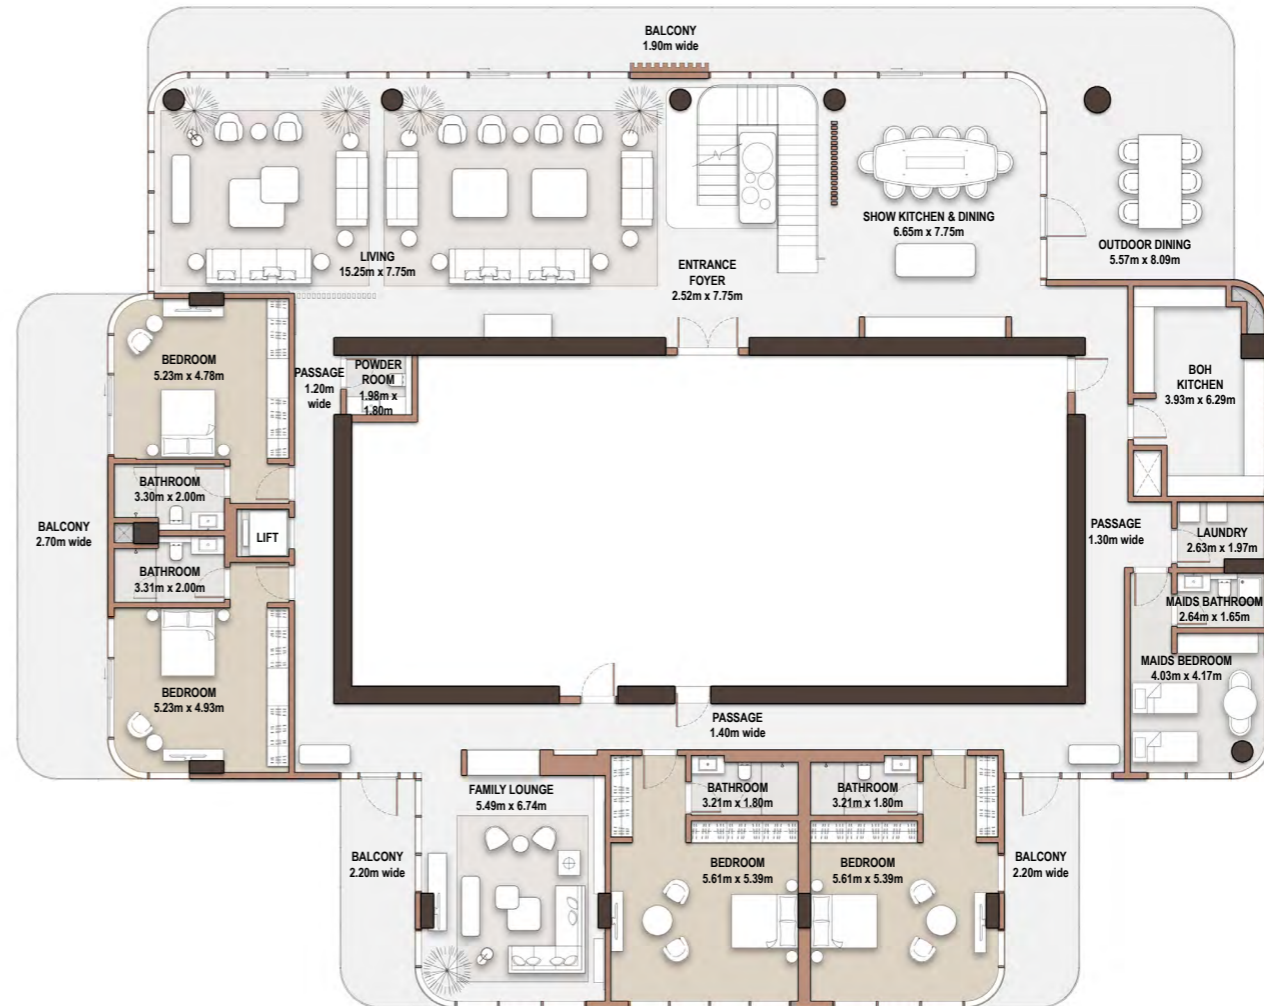 BALCONY
1.90m wide
SHOW KITCHEN & DINING
6.65m x 7.75m
OUTDOOR DINING
5.57m x 8.09m
LIVING
15.25m x 7.75m
ENTRANCE
FOYER
2.52m x 7.75m
BEDROOM
5.23m x 4.78m
PASSAGE
1.20m
wide
POWDER
ROOM
1.98m x
1.80m
BOH
KITCHEN
3.93m x 6.29m
BATHROOM
3.30m x 2.00m
BALCONY
2.70m wide
LIFT
PASSAGE
1.30m wide
LAUNDRY
2.63m x 1.97m
BATHROOM
3.31m x 2.00m
MAIDS BATHROOM
2.64m x 1.65m
MAIDS BEDROOM
4.03m x 4.17m
BEDROOM
5.23m x 4.93m
PASSAGE
1.40m wide
FAMILY LOUNGE
5.49m x 6.74m
BATHROOM
3.21m x 1.80m
BATHROOM
3.21m x 1.80m
BALCONY
2.20m wide
BEDROOM
5.61m x 5.39m
BEDROOM
5.61m x 5.39m
BALCONY
2.20m wide